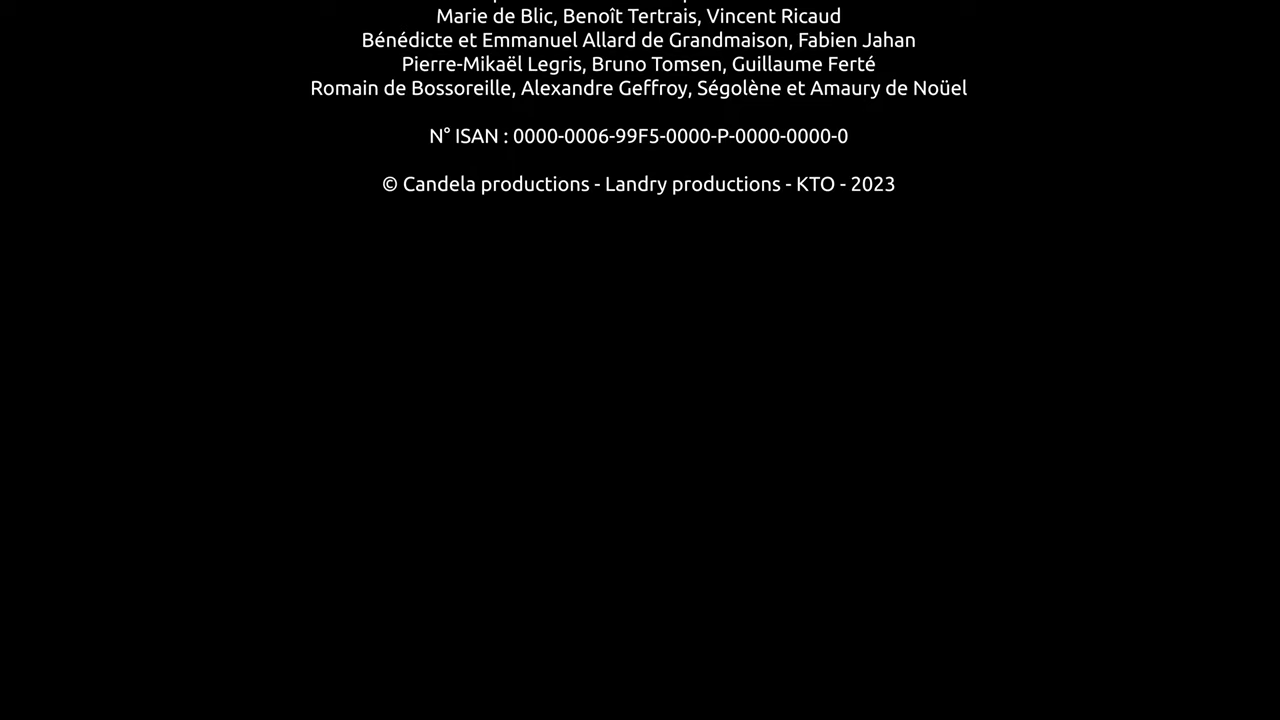 Marie de Blic, Benoît Tertrais, Vincent Ricaud
Bénédicte et Emmanuel Allard de Grandmaison, Fabien Jahan
Pierre-Mikaël Legris, Bruno Tomsen, Guillaume Ferté
Romain de Bossoreille, Alexandre Geffroy, Ségolène et Amaury de Noüel
N° ISAN : 0000-0006-99F5-0000-P-0000-0000-0
© Candela productions - Landry productions - KTO - 2023